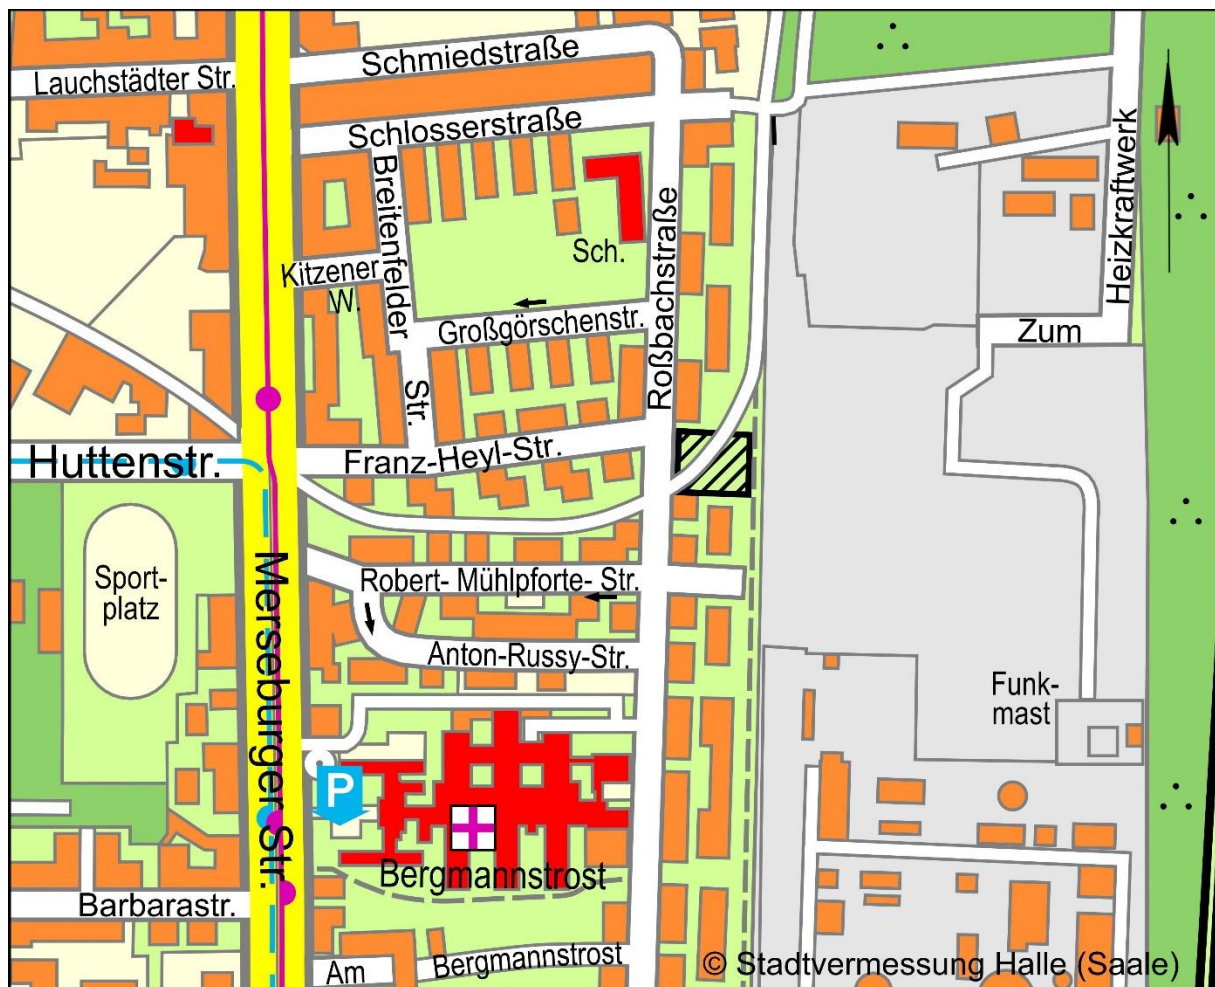 Schmiedstraße
Lauchstädter Str.
Schlosserstraße
Breitenfelder
Str.
Heizkraftwerk
Zum
Roßbachstraße
Sch.
Kitzener
W.
Großgörschenstr.
Franz-Heyl-Str.
Huttenstr.
Merseburger Str.
Sport-
platz
Robert- Mühlpforte- Str.
Anton-Russy-Str.
Funk-
mast
P
Bergmannstrost
Barbarastr.
Am
Bergmannstrost
© Stadtvermessung Halle (Saale)